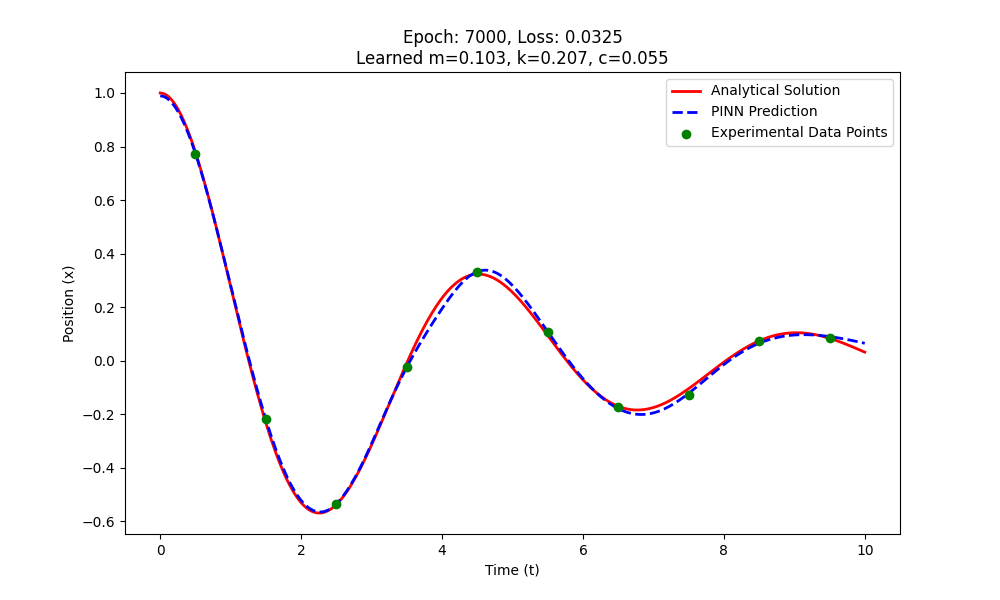 Epoch: 7000, Loss: 0.0325
Learned m=0.103, k=0.207, c=0.055
Analytical Solution
PINN Prediction
Experimental Data Points
1.0
0.8
0.6
0.4
0.2
0.0
−0.2
−0.4
−0.6
Position (x)
0 2 4 6 8 10
Time (t)